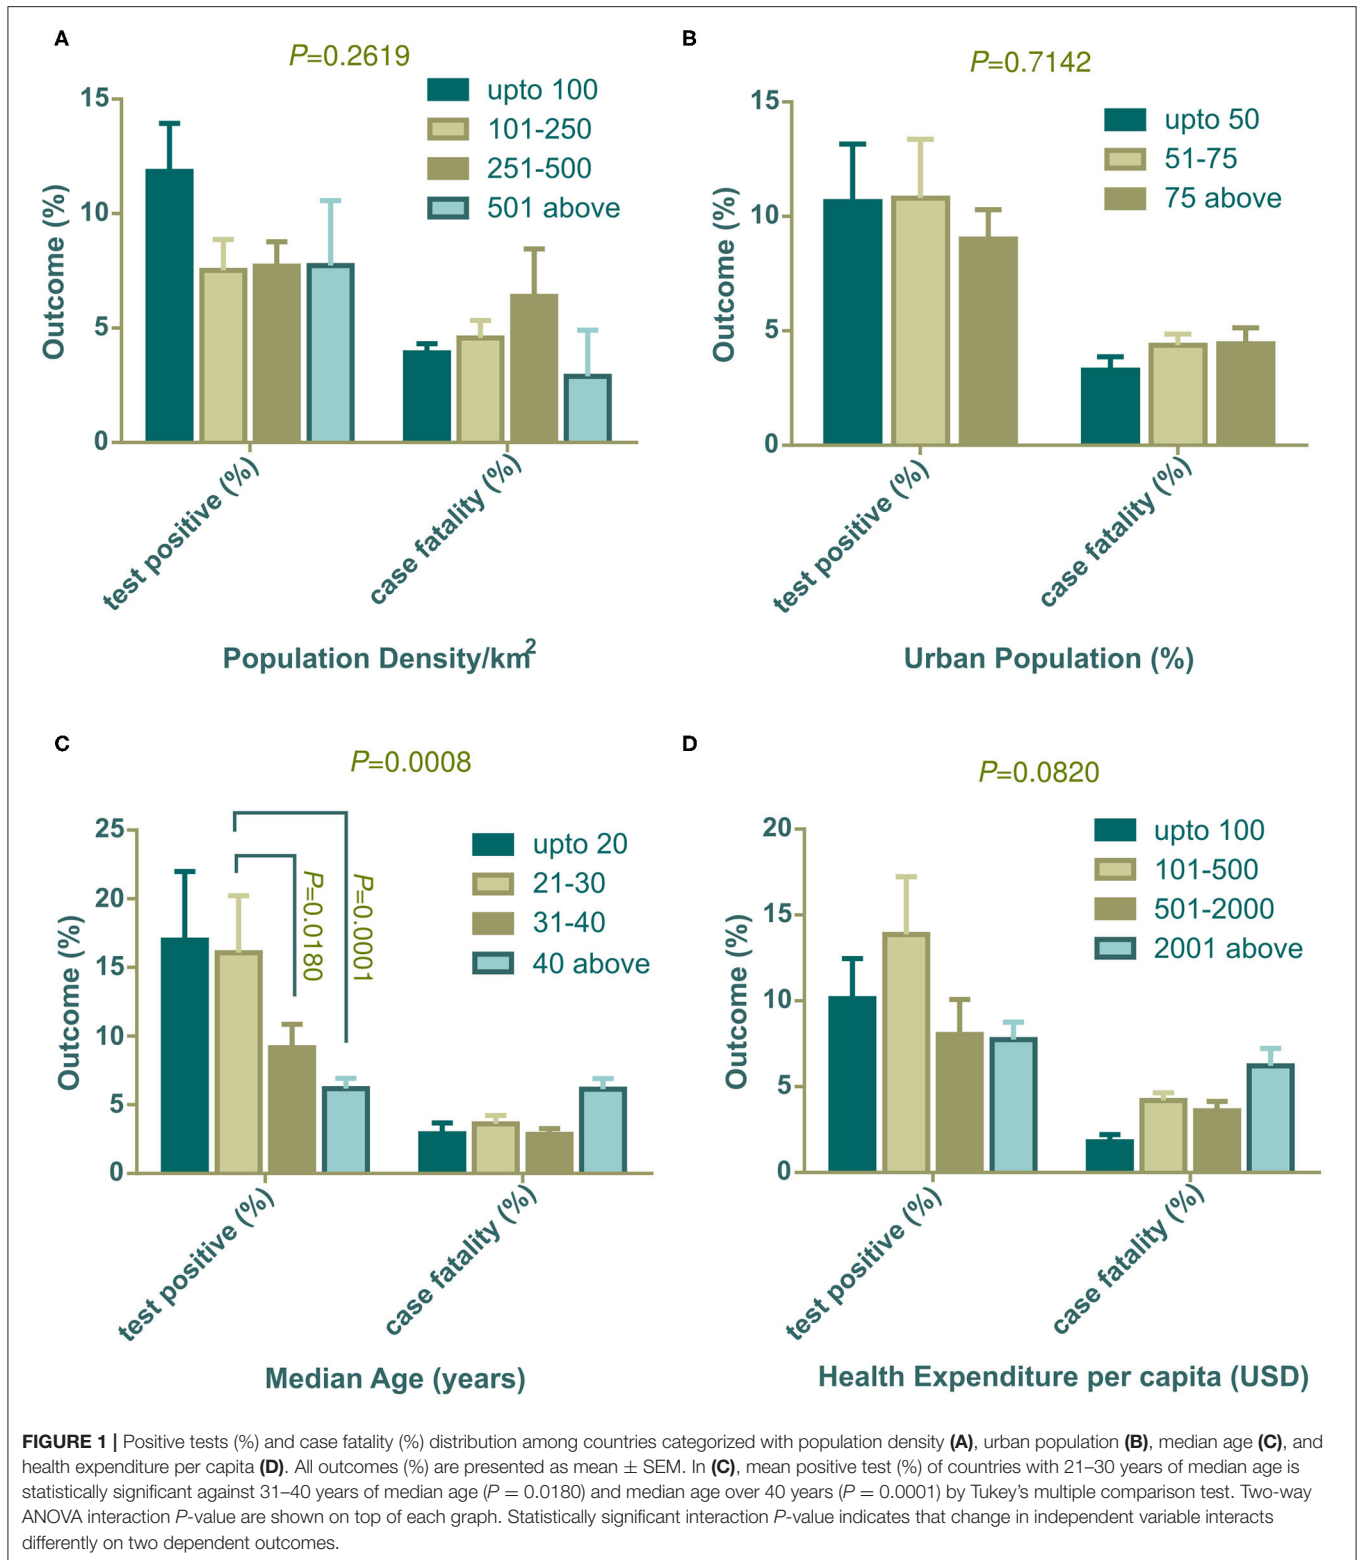 A
P=0.2619
upto 100
101-250
251-500
501 above
15
10
5
0
Outcome (%)
test positive (%)
case fatality (%)
Population Density/km2
B
P=0.7142
upto 50
51-75
75 above
15
10
5
0
Outcome (%)
test positive (%)
case fatality (%)
Urban Population (%)
C
P=0.0008
upto 20
21-30
31-40
40 above
25
20
15
10
5
0
Outcome (%)
P=0.0180
P=0.0001
test positive (%)
case fatality (%)
Median Age (years)
D
P=0.0820
upto 100
101-500
501-2000
2001 above
20
15
10
5
0
Outcome (%)
test positive (%)
case fatality (%)
Health Expenditure per capita (USD)
FIGURE 1 | Positive tests (%) and case fatality (%) distribution among countries categorized with population density (A), urban population (B), median age (C), and
health expenditure per capita (D). All outcomes (%) are presented as mean ± SEM. In (C), mean positive test (%) of countries with 21–30 years of median age is
statistically significant against 31–40 years of median age (P = 0.0180) and median age over 40 years (P = 0.0001) by Tukey's multiple comparison test. Two-way
ANOVA interaction P-value are shown on top of each graph. Statistically significant interaction P-value indicates that change in independent variable interacts
differently on two dependent outcomes.